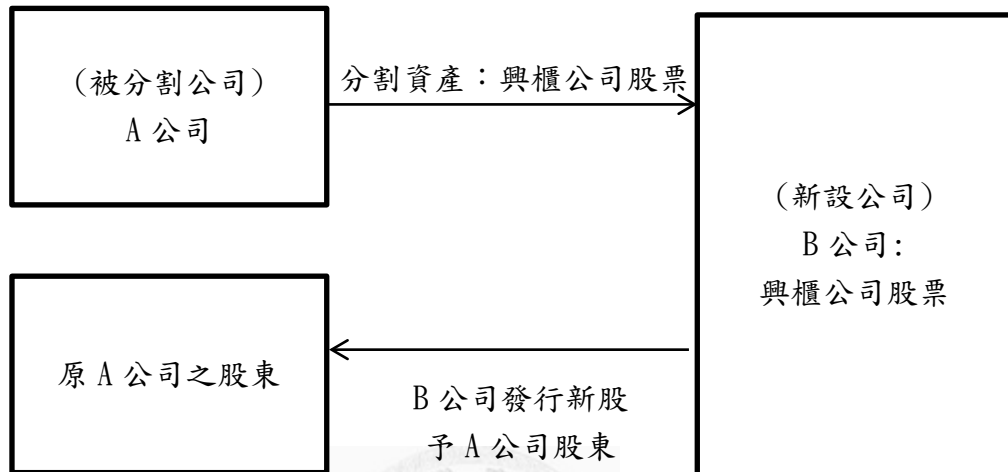 (被分割公司)
A 公司
分割資產：興櫃公司股票
(新設公司)
B 公司:
興櫃公司股票
原 A 公司之股東
B 公司發行新股
予 A 公司股東